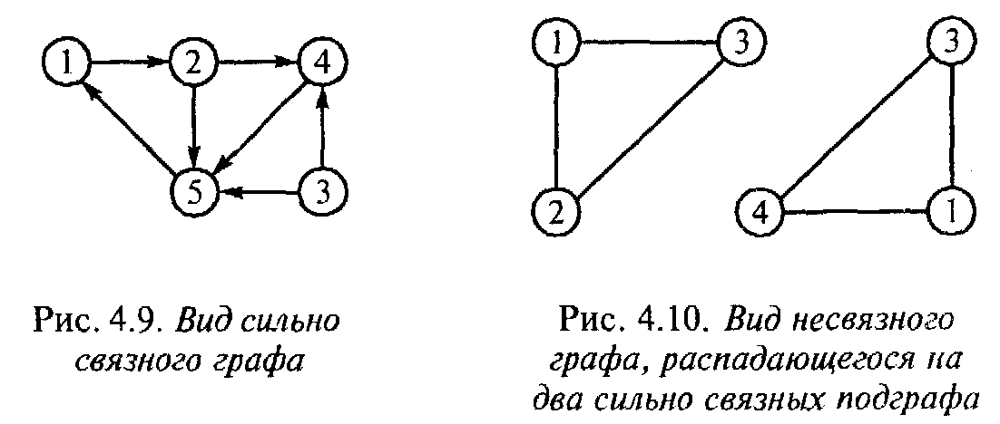 1 2 4
5 3
1 3
2
3
4 1
Рис. 4.9. Вид сильно
связного графа
Рис. 4.10. Вид несвязного
графа, распадающегося на
два сильно связных подграфа